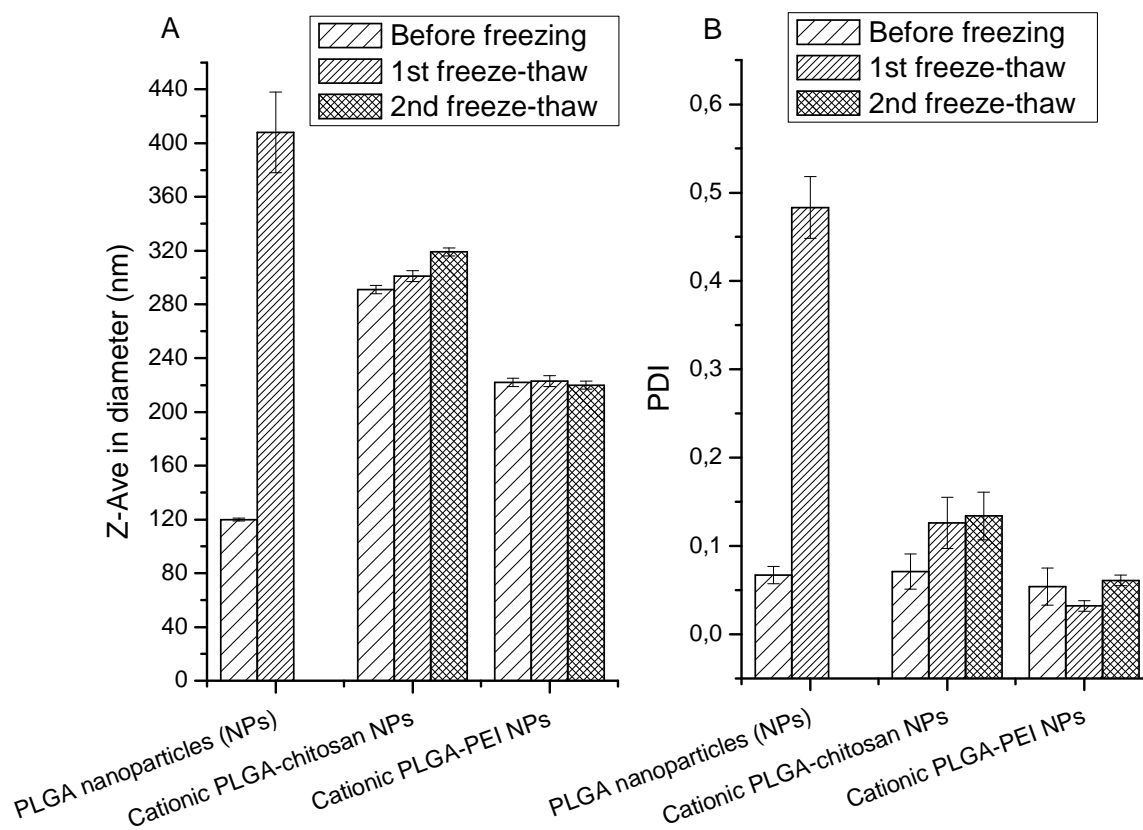 A
Before freezing
1st freeze-thaw
2nd freeze-thaw
440
400
360
320
280
240
200
160
120
80
40
0
Z-Ave in diameter (nm)
PLGA nanoparticles (NPs)
Cationic PLGA-chitosan NPs
Cationic PLGA-PEI NPs
B
Before freezing
1st freeze-thaw
2nd freeze-thaw
0,6
0,5
0,4
0,3
0,2
0,1
0,0
PDI
PLGA nanoparticles (NPs)
Cationic PLGA-chitosan NPs
Cationic PLGA-PEI NPs